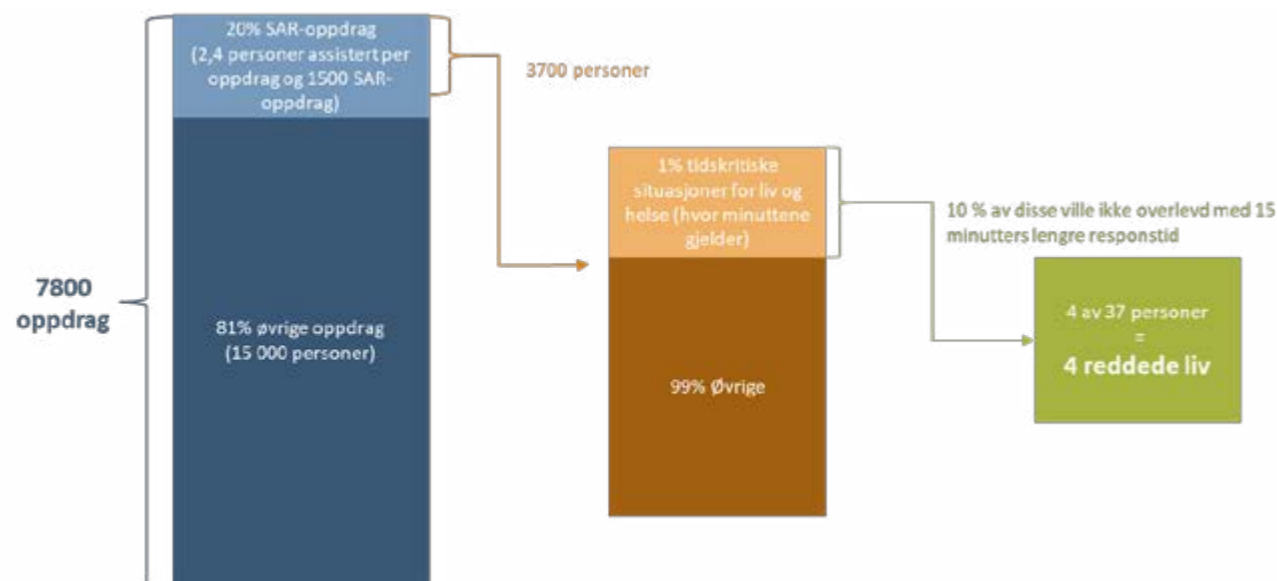 20% SAR-oppdrag
(2,4 personer assistert per
oppdrag og 1500 SAR-
oppdrag)
3700 personer
1% tidskritiske
situasjoner for liv og
helse (hvor minuttene
gjelder)
10 % av disse ville ikke overlevd med 15
minutters lengre responstid
7800
oppdrag
81% øvrige oppdrag
(15 000 personer)
99% Øvrige
4 av 37 personer
=
4 reddede liv